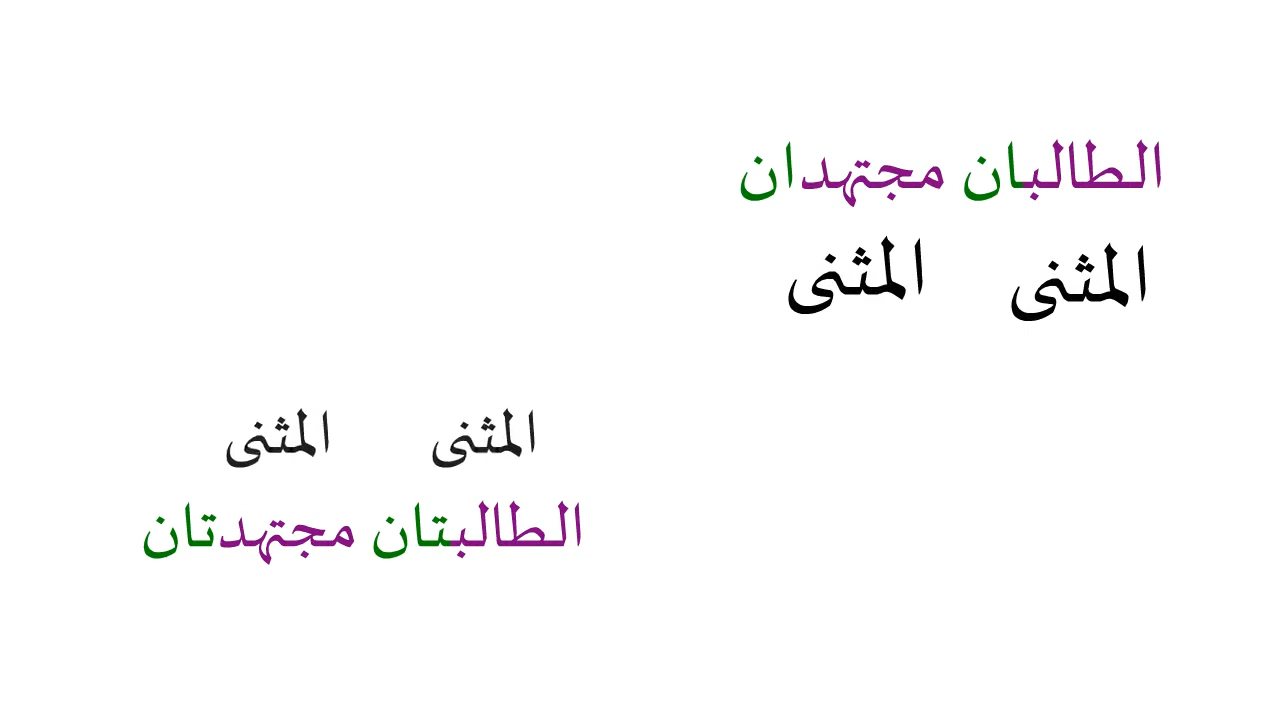 الطالبان مجتهدان
المثنى المثنى
المثنى المثنى
الطالبتان مجتهدتان